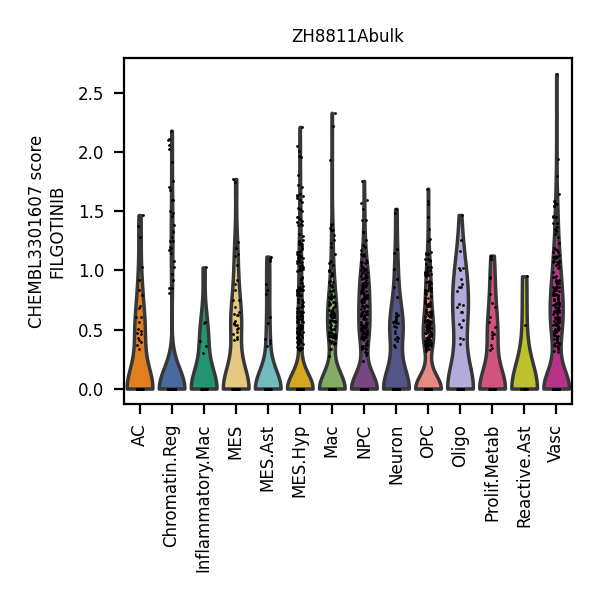 ZH8811Abulk
CHEMBL3301607 score
FILGOTINIB
2.5
2.0
1.5
1.0
0.5
0.0
AC
Chromatin.Reg
Inflammatory.Mac
MES
MES.Ast
MES.Hyp
Mac
NPC
Neuron
OPC
Oligo
Prolif.Metab
Reactive.Ast
Vasc